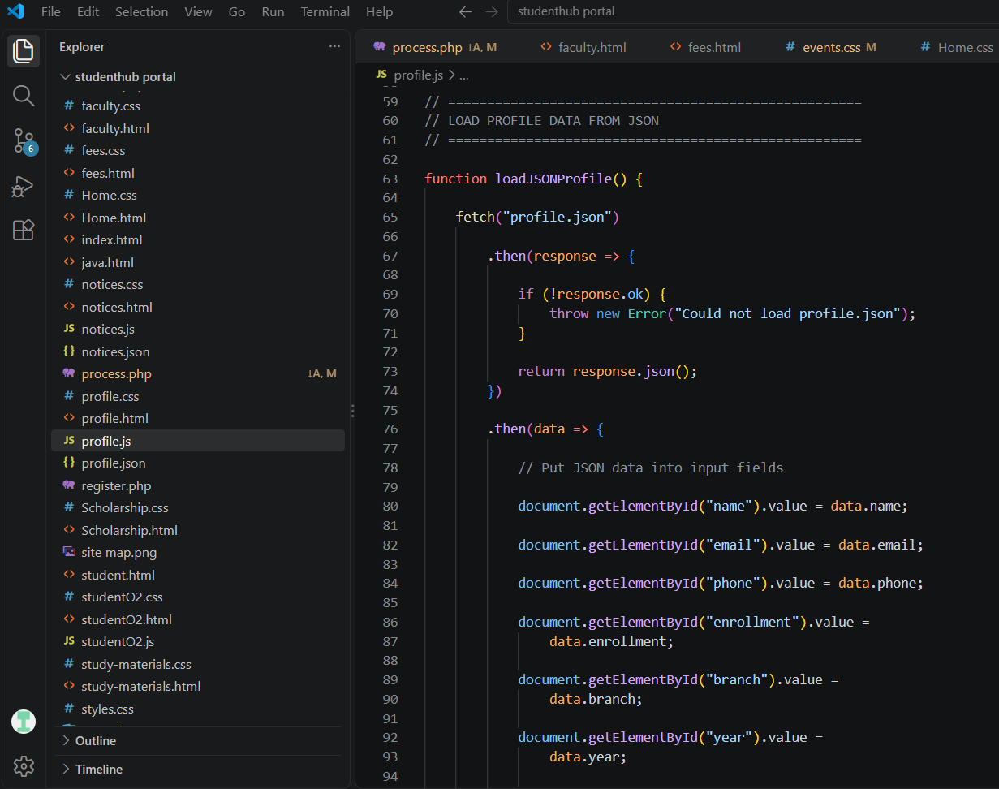 File Edit Selection View Go Run Terminal Help
studenthub portal
Explorer
studenthub portal
faculty.css
faculty.html
fees.css
fees.html
Home.css
Home.html
index.html
java.html
notices.css
notices.html
JS notices.js
{} notices.json
process.php ↓A, M
profile.css
profile.html
JS profile.js
{} profile.json
register.php
Scholarship.css
Scholarship.html
site map.png
student.html
studentO2.css
studentO2.html
JS studentO2.js
study-materials.css
study-materials.html
styles.css
Outline
Timeline
6
process.php ↓A, M
faculty.html
fees.html
# events.css M
# Home.css
JS profile.js > ...
59 // =====================================================
60 // LOAD PROFILE DATA FROM JSON
61 // =====================================================
62
63 function loadJSONProfile() {
64
65 fetch("profile.json")
66
67 .then(response => {
68
69 if (!response.ok) {
70 throw new Error("Could not load profile.json");
71 }
72
73 return response.json();
74 })
75
76 .then(data => {
77
78 // Put JSON data into input fields
79
80 document.getElementById("name").value = data.name;
81
82 document.getElementById("email").value = data.email;
83
84 document.getElementById("phone").value = data.phone;
85
86 document.getElementById("enrollment").value =
87 data.enrollment;
88
89 document.getElementById("branch").value =
90 data.branch;
91
92 document.getElementById("year").value =
93 data.year;
94